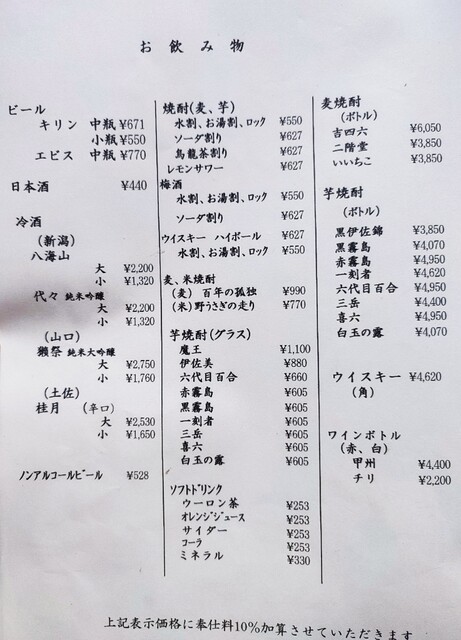 お飲み物
ビール
キリン 中瓶 ¥671
小瓶 ¥550
エビス 中瓶 ¥770
日本酒 ¥440
冷酒
(新潟)
八海山
大 ¥2,200
小 ¥1,320
代々 純米吟醸
大 ¥2,200
小 ¥1,320
(山口)
獺祭 純米大吟醸
大 ¥2,750
小 ¥1,760
(土佐)
桂月 (辛口)
大 ¥2,530
小 ¥1,650
ノンアルコールビール ¥528
焼酎(麦、芋)
水割、お湯割、ロック ¥550
ソーダ割り ¥627
烏龍茶割り ¥627
レモンサワー ¥627
梅酒
水割、お湯割、ロック ¥550
ソーダ割り ¥627
ウイスキー ハイボール ¥627
水割、お湯割、ロック ¥550
麦、米焼酎
(麦) 百年の孤独 ¥990
(米)野うさぎの走り ¥770
芋焼酎(グラス)
魔王 ¥1,100
伊佐美 ¥880
六代目百合 ¥660
赤霧島 ¥605
黒霧島 ¥605
一刻者 ¥605
三岳 ¥605
喜六 ¥605
白玉の露 ¥605
ソフトドリンク
ウーロン茶 ¥253
オレンジジュース ¥253
サイダー ¥253
コーラ ¥253
ミネラル ¥330
麦焼酎
(ボトル)
吉四六 ¥6,050
二階堂 ¥3,850
いいちこ ¥3,850
芋焼酎
(ボトル)
黒伊佐錦 ¥3,850
黒霧島 ¥4,070
赤霧島 ¥4,950
一刻者 ¥4,620
六代目百合 ¥4,950
三岳 ¥4,400
喜六 ¥4,950
白玉の露 ¥4,070
ウイスキー ¥4,620
(角)
ワインボトル
(赤、白)
甲州 ¥4,400
チリ ¥2,200
上記表示価格に奉仕料10%加算させていただきます